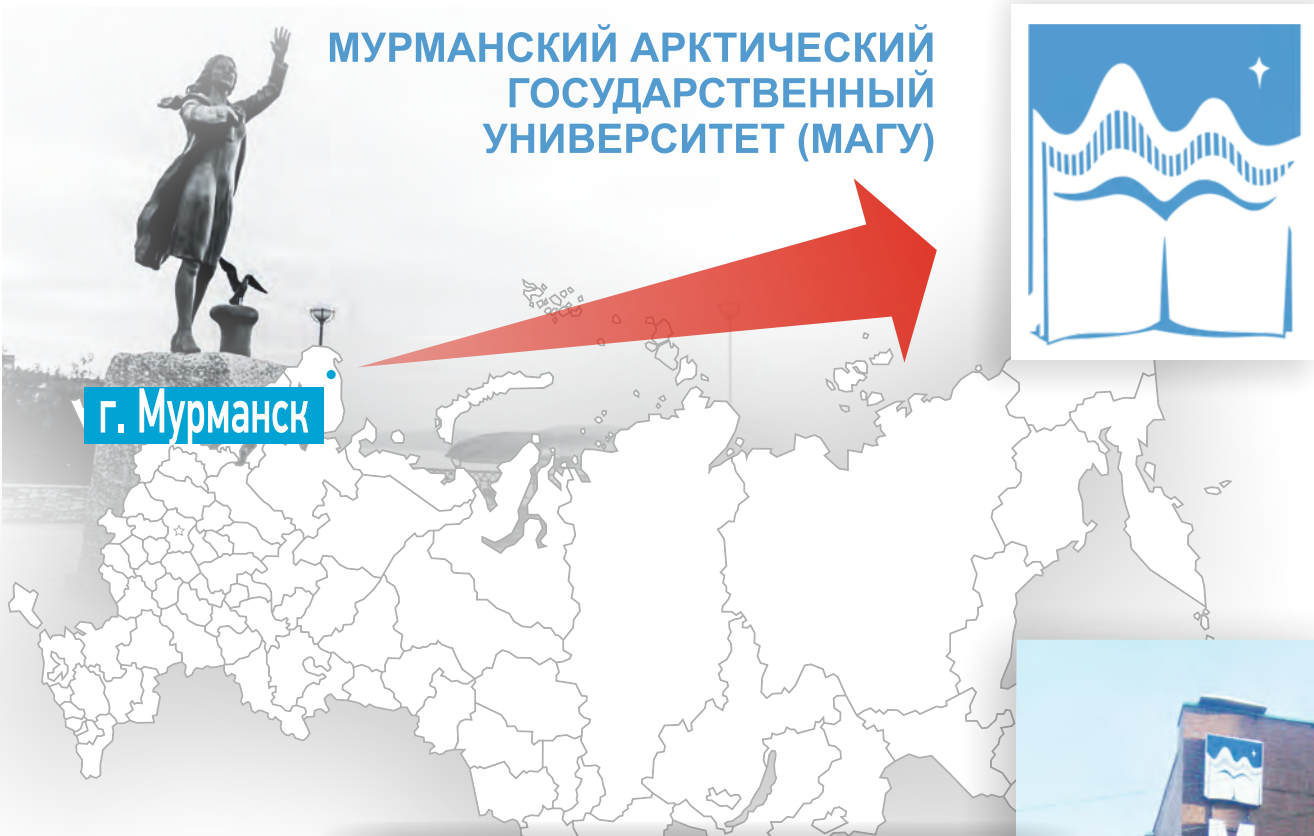 МУРМАНСКИЙ АРКТИЧЕСКИЙ
ГОСУДАРСТВЕННЫЙ
УНИВЕРСИТЕТ (МАГУ)
г. Мурманск